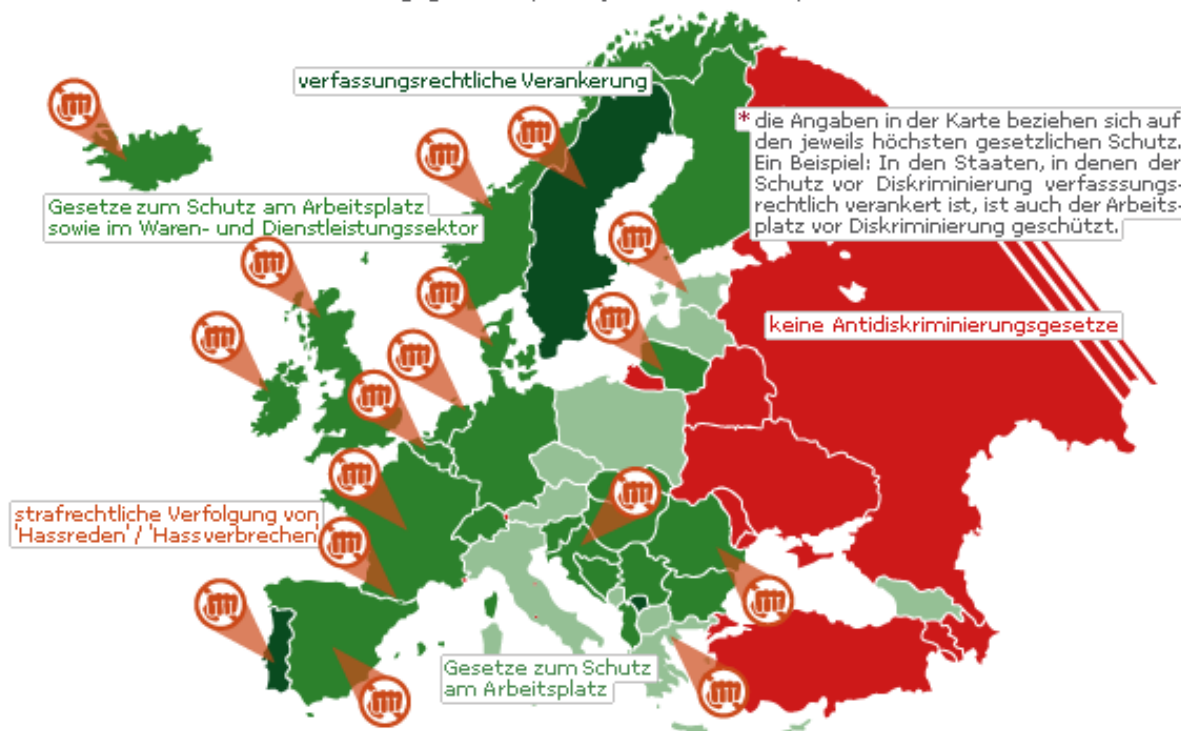 verfassungsrechtliche Verankerung
* die Angaben in der Karte beziehen sich auf
den jeweils höchsten gesetzlichen Schutz.
Ein Beispiel: In den Staaten, in denen der
Schutz vor Diskriminierung verfasssungs-
rechtlich verankert ist, ist auch der Arbeits-
platz vor Diskriminierung geschützt.
Gesetze zum Schutz am Arbeitsplatz
sowie im Waren- und Dienstleistungssektor
keine Antidiskriminierungsgesetze
strafrechtliche Verfolgung von
'Hassreden' / 'Hassverbrechen
Gesetze zum Schutz
am Arbeitsplatz